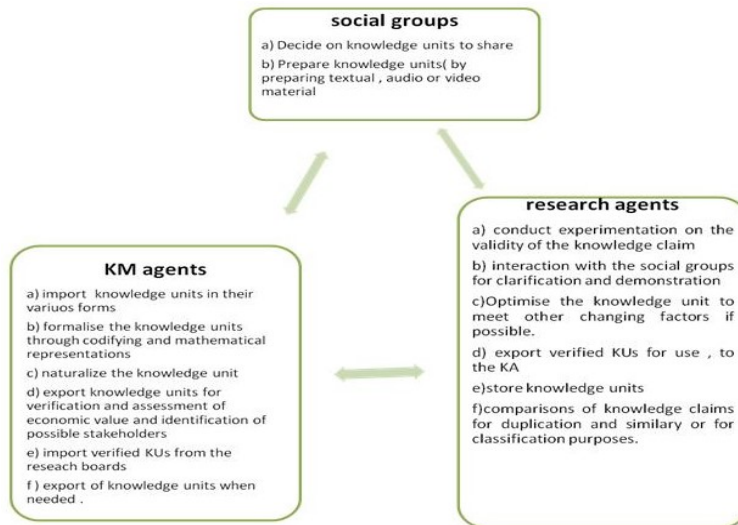 social groups
a) Decide on knowledge units to share
b) Prepare knowledge units( by
preparing textual , audio or video
material
KM agents
a) import knowledge units in their
variuos forms
b) formalise the knowledge units
through codifying and mathematical
representations
c) naturalize the knowledge unit
d) export knowledge units for
verification and assessment of
economic value and identification of
possible stakeholders
e) import verified KUs from the
reseach boards
f ) export of knowledge units when
needed .
research agents
a) conduct experimentation on the
validity of the knowledge claim
b) interaction with the social groups
for clarification and demonstration
c)Optimise the knowledge unit to
meet other changing factors if
possible.
d) export verified KUs for use , to
the KA
e)store knowledge units
f)comparisons of knowledge claims
for duplication and similary or for
classification purposes.